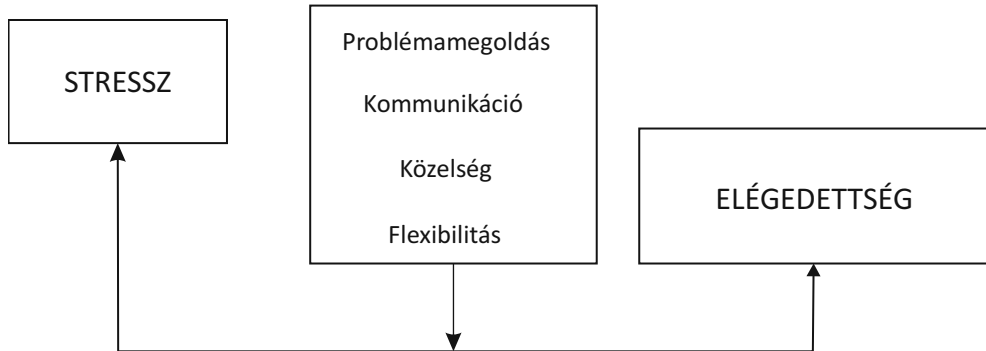 STRESSZ
Problémamegoldás
Kommunikáció
Közelség
Flexibilitás
ELÉGEDETTSÉG